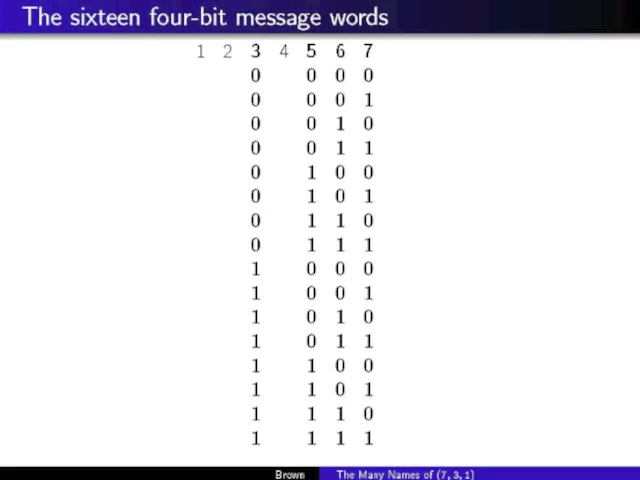 The sixteen four-bit message words
1 2 3 4 5 6 7
0 0 0 0
0 0 0 1
0 0 1 0
0 0 1 1
0 1 0 0
0 1 0 1
0 1 1 0
0 1 1 1
1 0 0 0
1 0 0 1
1 0 1 0
1 0 1 1
1 1 0 0
1 1 0 1
1 1 1 0
1 1 1 1
Brown The Many Names of (7, 3, 1)